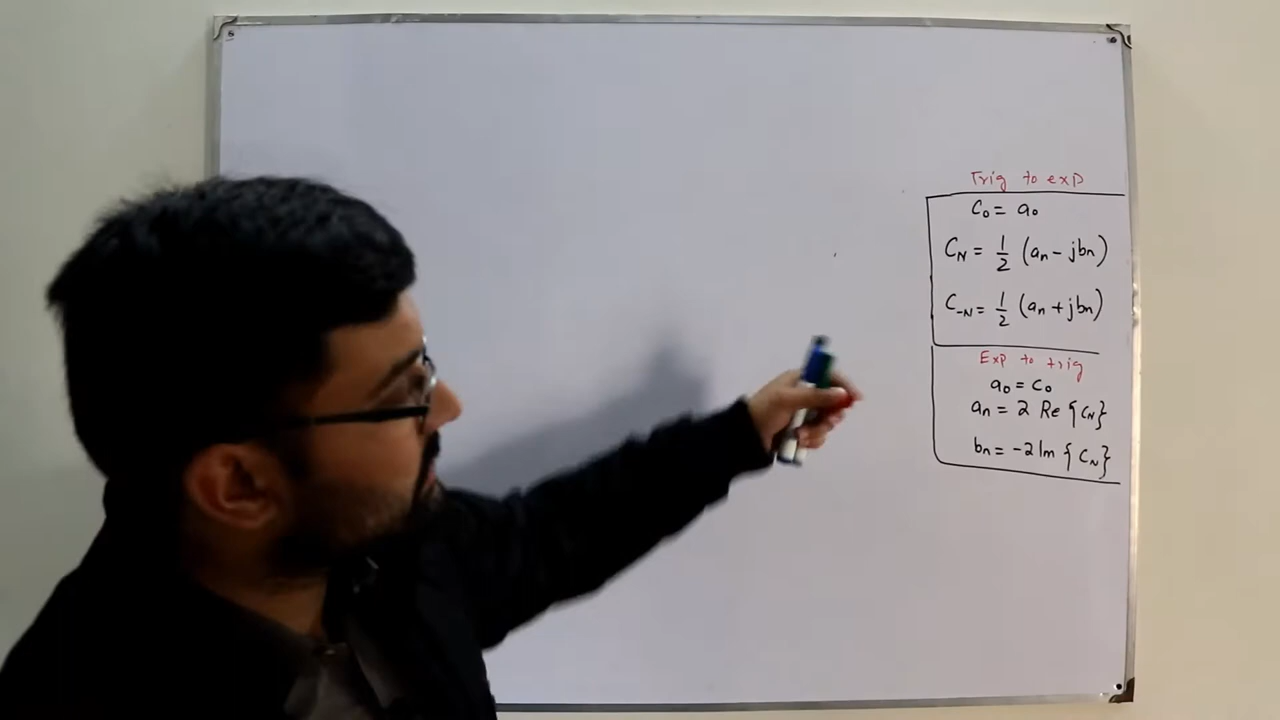 Trig to exp
C₀ = a₀
C_N = 1/2 (aₙ - jbₙ)
C_-N = 1/2 (aₙ + jbₙ)
Exp to trig
a₀ = C₀
aₙ = 2 Re {C_N}
bₙ = -2 Im {C_N}